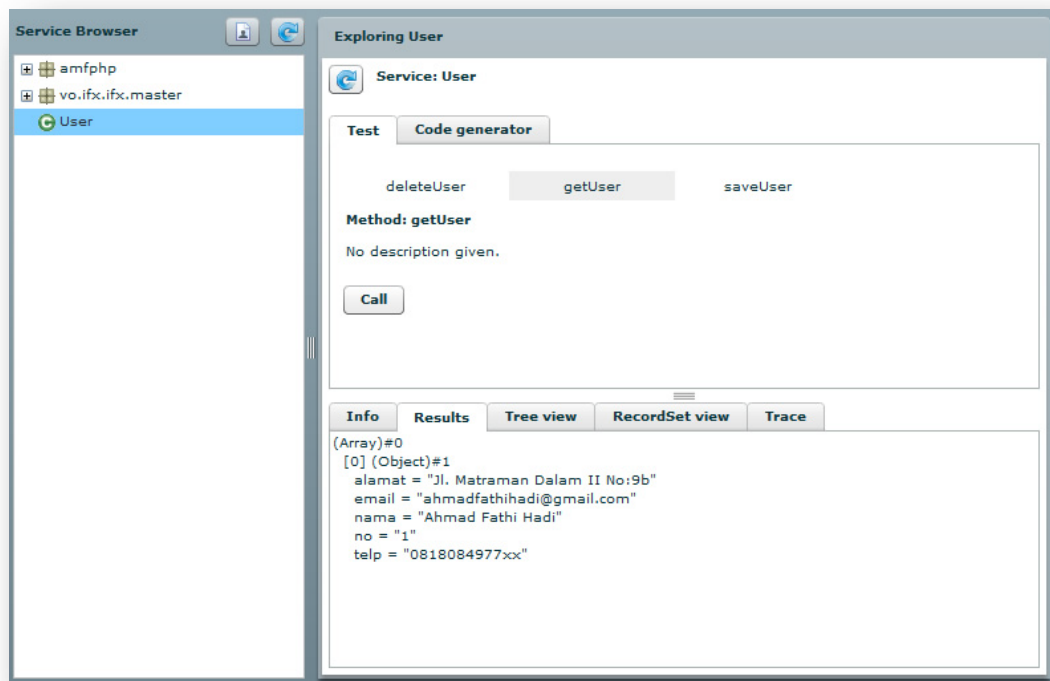 Service Browser
amfphp
vo.ifx.ifx.master
User
Exploring User
Service: User
Test Code generator
deleteUser getUser saveUser
Method: getUser
No description given.
Call
Info Results Tree view RecordSet view Trace
(Array)#0
[0] (Object)#1
alamat = "Jl. Matraman Dalam II No:9b"
email = "ahmadfathihadi@gmail.com"
nama = "Ahmad Fathi Hadi"
no = "1"
telp = "0818084977xx"